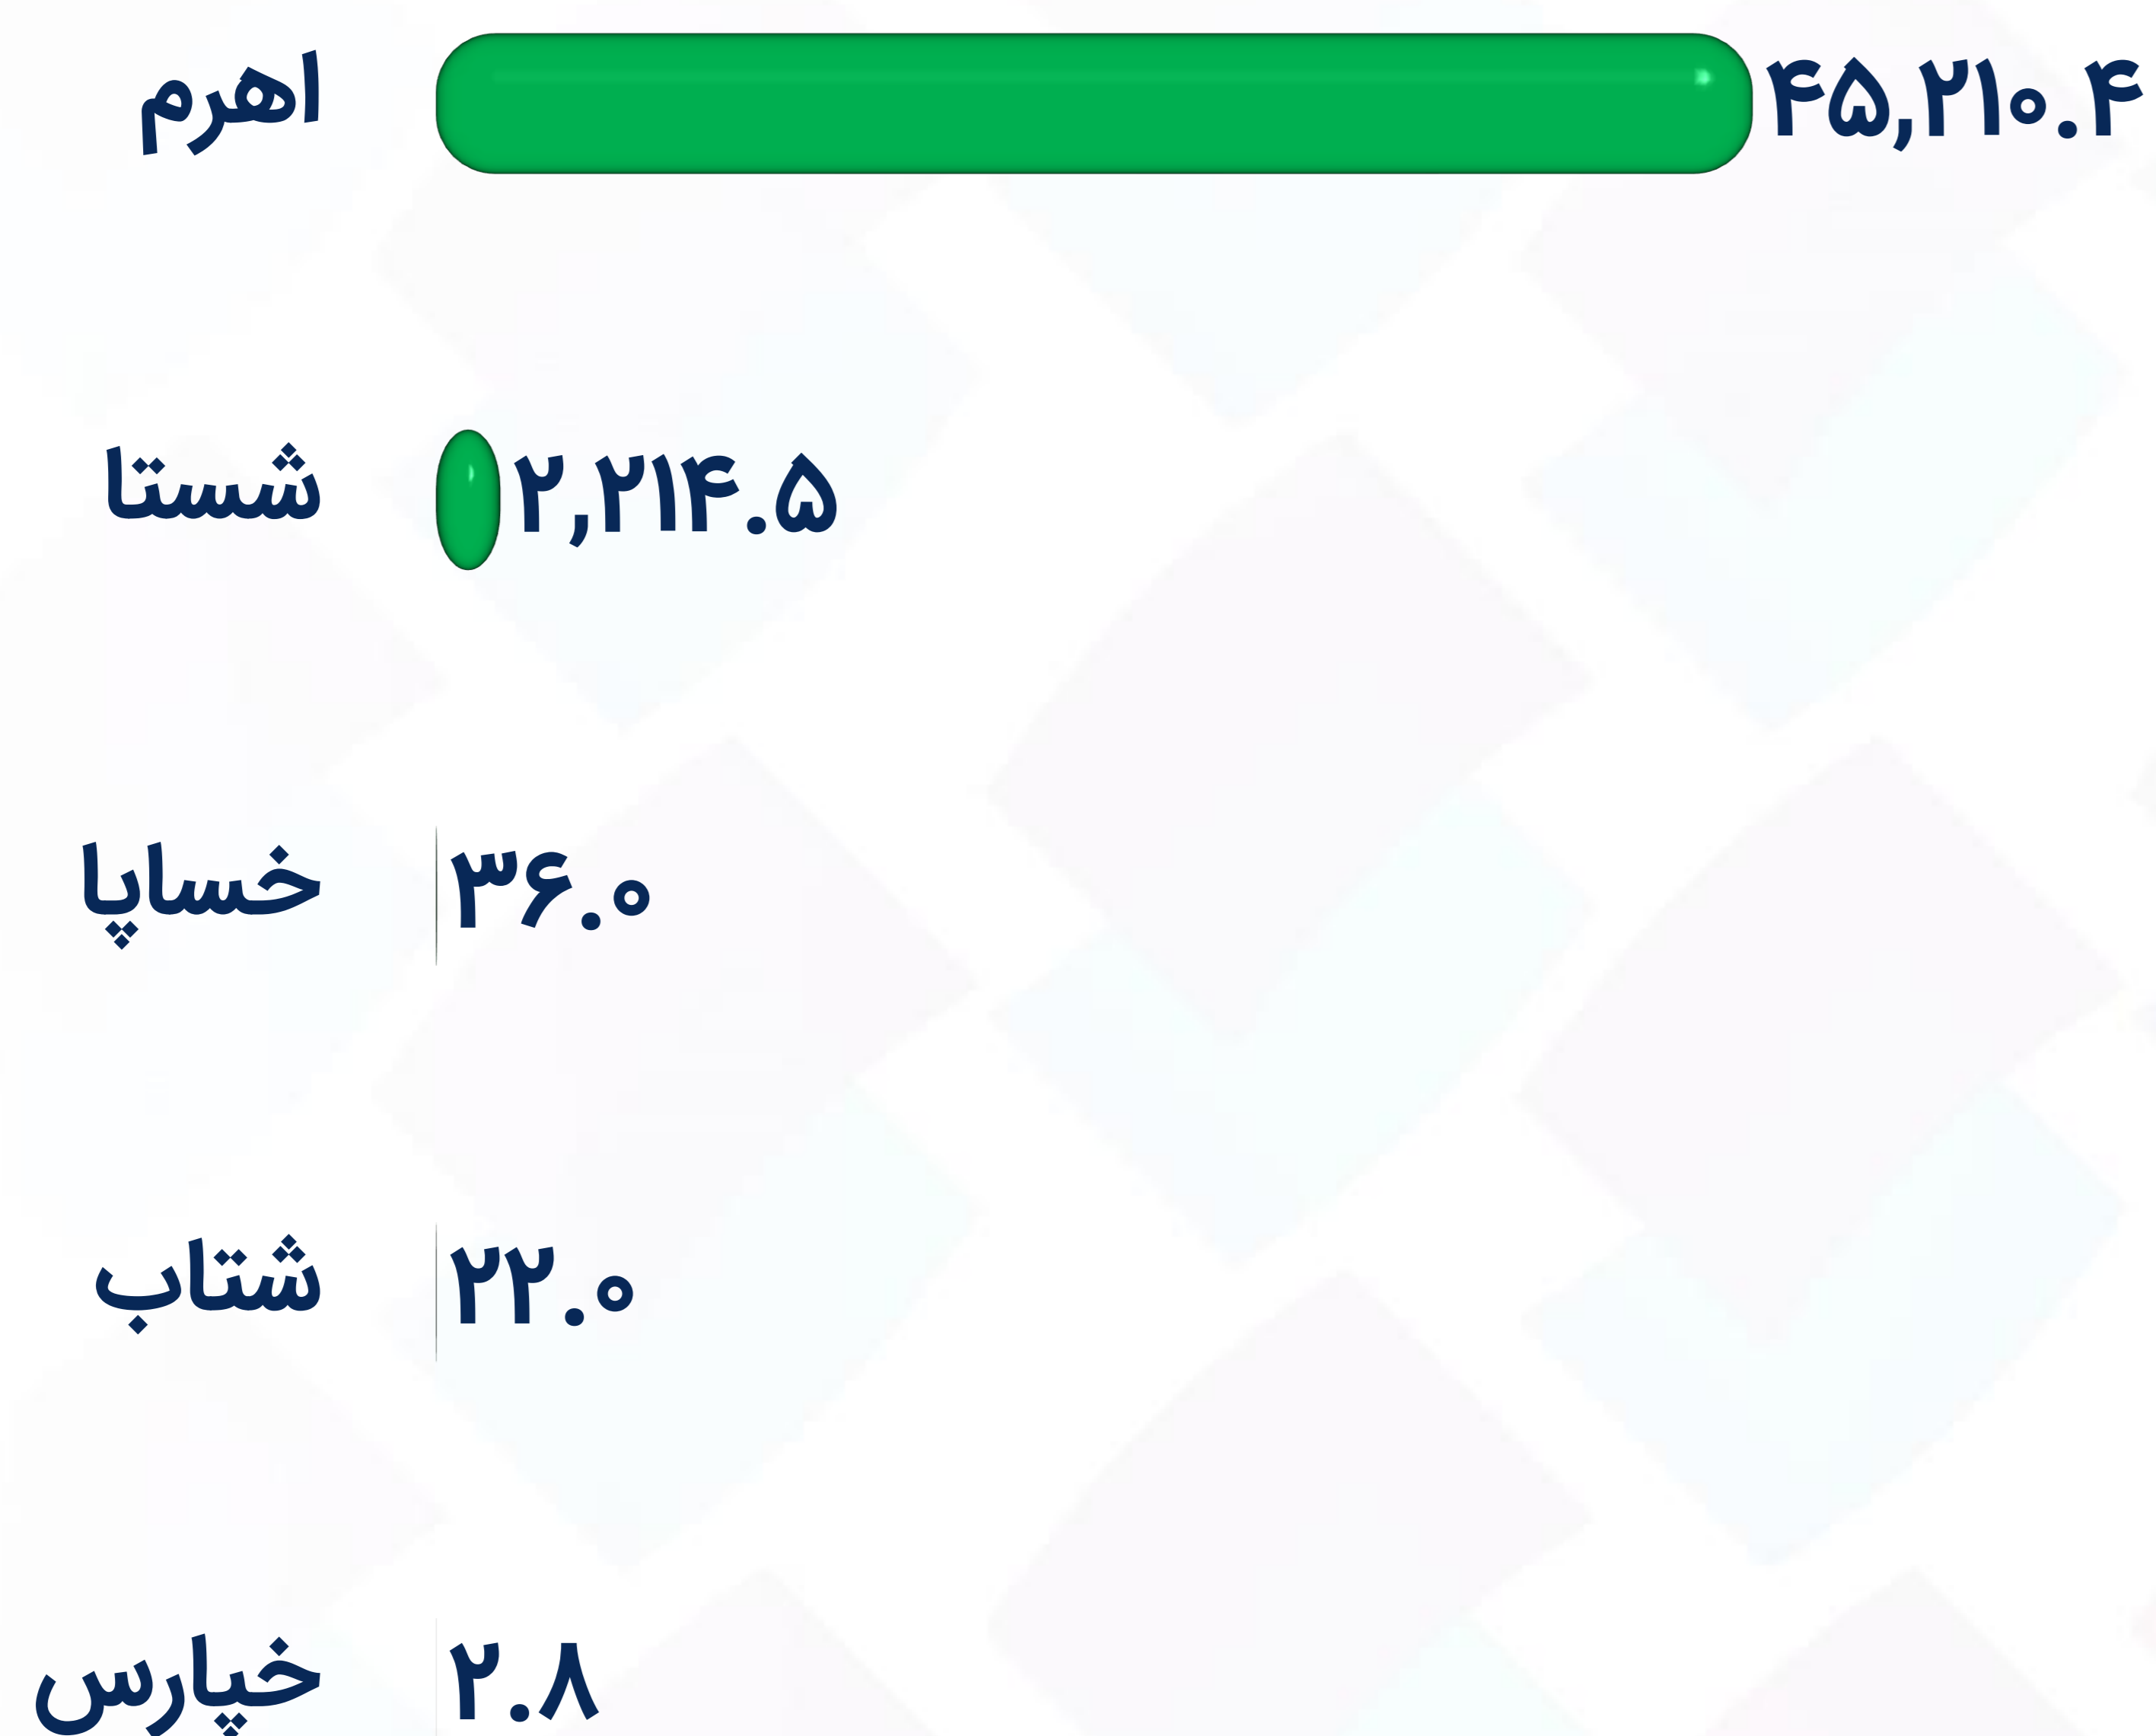 اهرم ۴۵,۲۱۰.۴
شستا ۲,۲۱۴.۵
خساپا ۳۶.۰
شتاب ۲۲.۰
خپارس ۲.۸